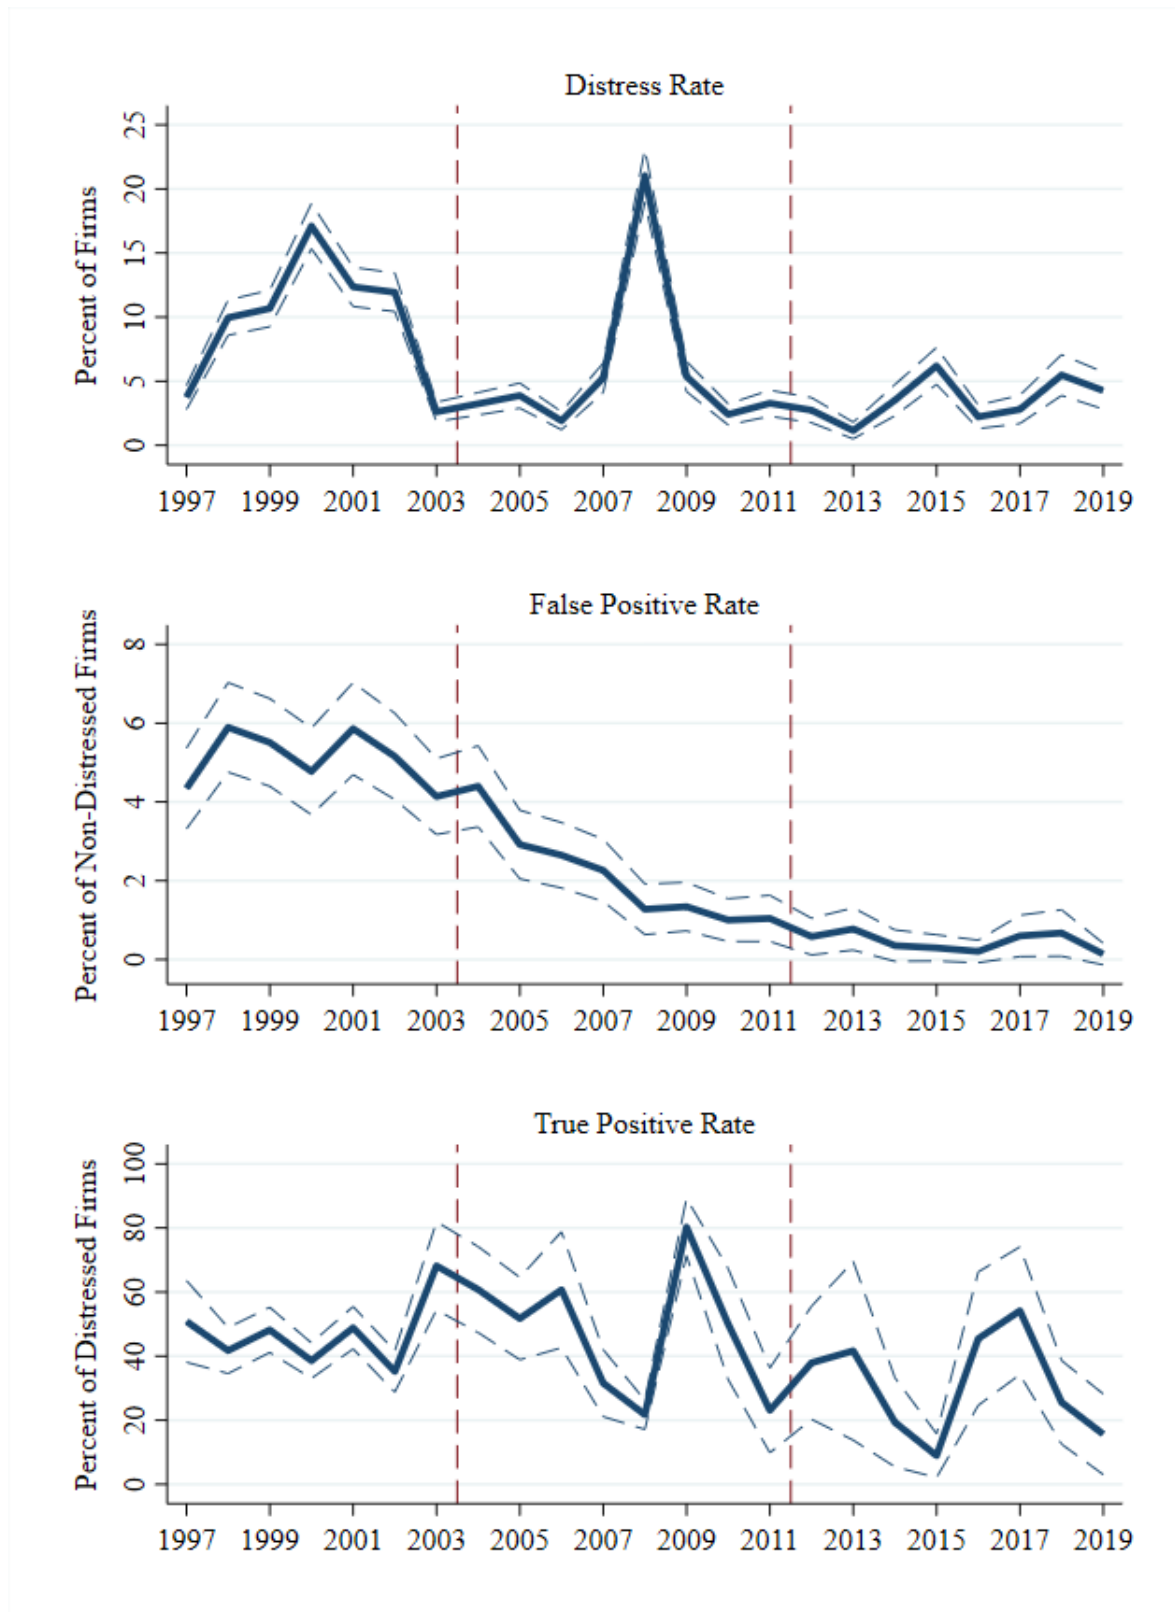 Distress Rate
Percent of Firms
25
20
15
10
5
0
1997 1999 2001 2003 2005 2007 2009 2011 2013 2015 2017 2019
False Positive Rate
Percent of Non-Distressed Firms
8
6
4
2
0
1997 1999 2001 2003 2005 2007 2009 2011 2013 2015 2017 2019
True Positive Rate
Percent of Distressed Firms
100
80
60
40
20
0
1997 1999 2001 2003 2005 2007 2009 2011 2013 2015 2017 2019